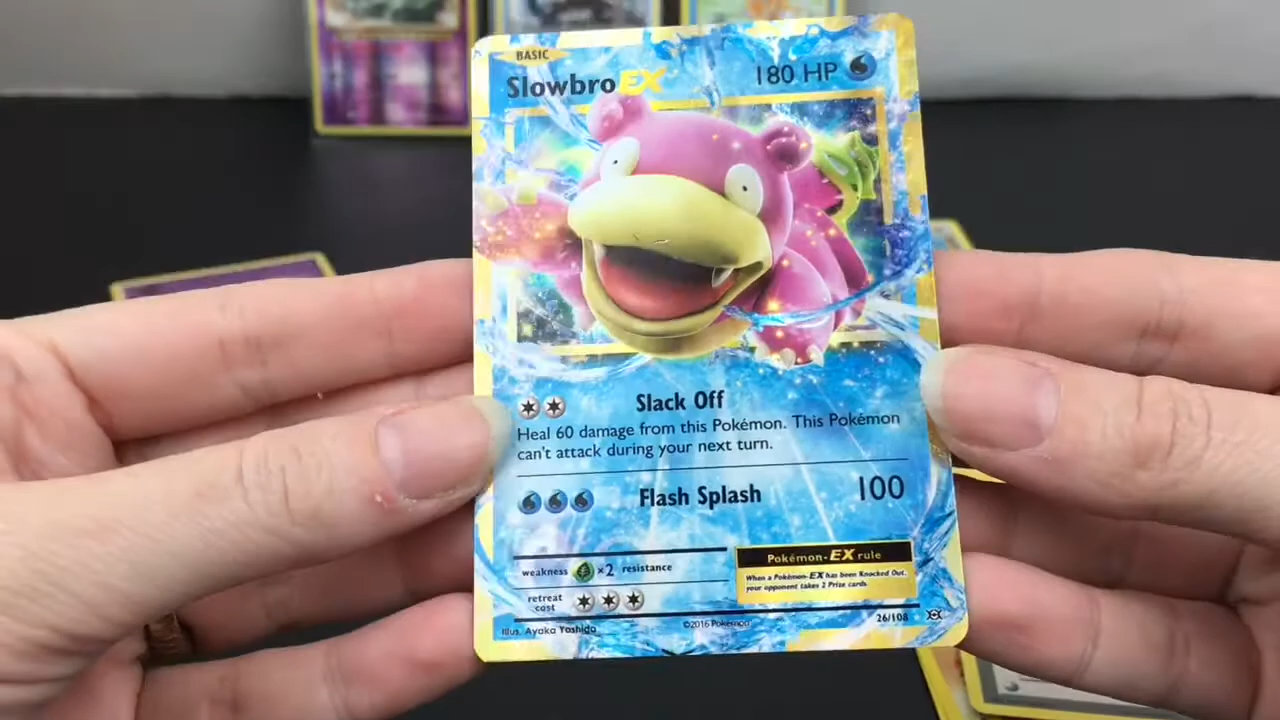 BASIC
Slowbro EX 180 HP
Slack Off
Heal 60 damage from this Pokémon. This Pokémon
can't attack during your next turn.
Flash Splash 100
Pokémon-EX rule
When a Pokémon-EX has been Knocked Out,
your opponent takes 2 Prize cards.
weakness ×2 resistance
retreat
cost
Illus. Ayaka Yoshida ©2016 Pokémon 26/108